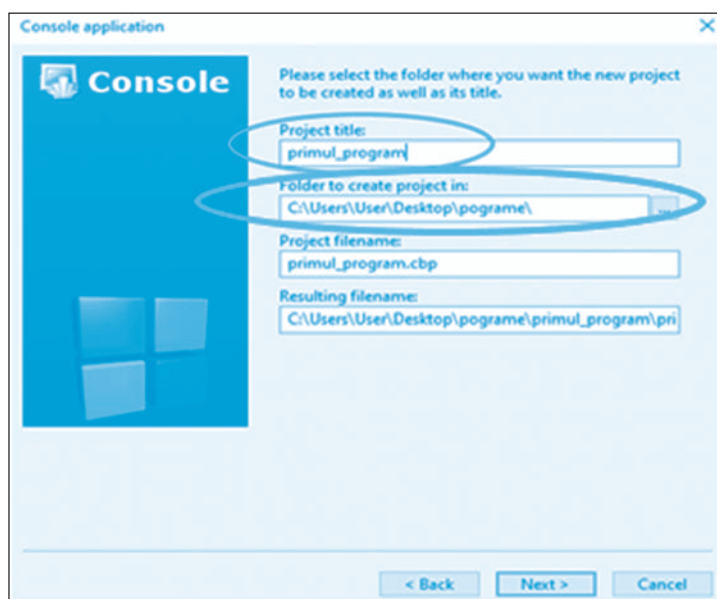 Console application
Console
Please select the folder where you want the new project
to be created as well as its title.
Project title:
primul_program
Folder to create project in:
C:\Users\User\Desktop\pograme\
...
Project filename:
primul_program.cbp
Resulting filename:
C:\Users\User\Desktop\pograme\primul_program\pri
< Back
Next >
Cancel